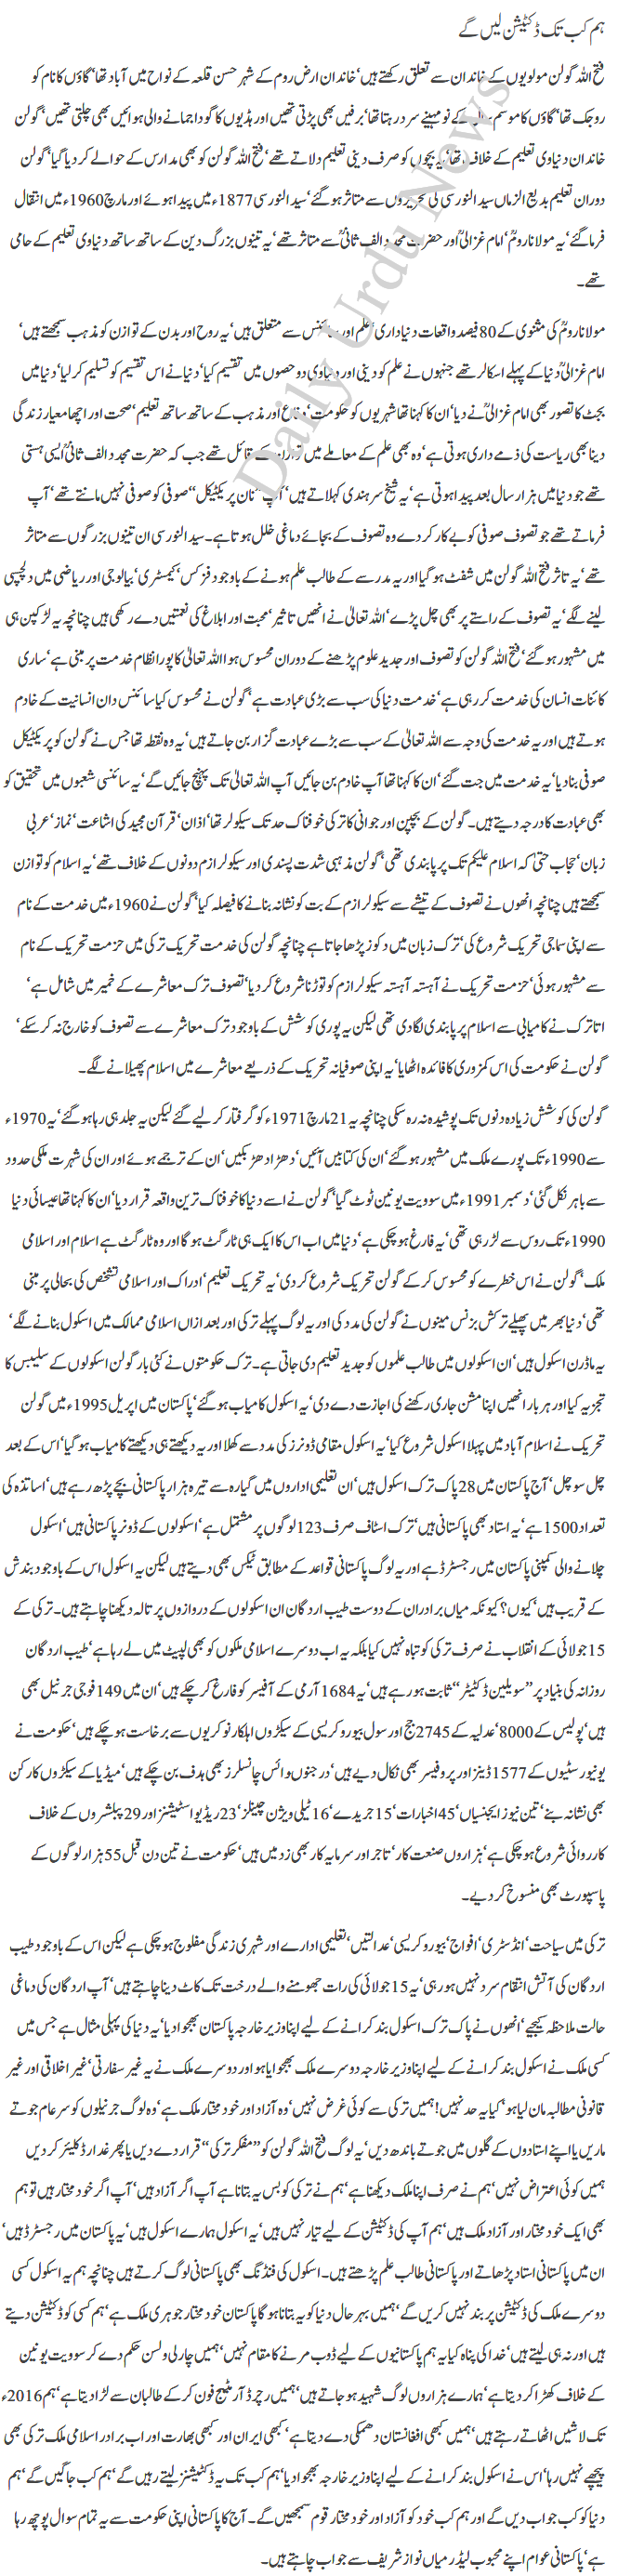 ہم کب تک ڈکٹیشن لیں گے
فتح اللہ گولن مولویوں کے خاندان سے تعلق رکھتے ہیں‘ خاندان ارض روم کے شہر حسن قلعہ کے نواح میں آباد تھا‘ گاؤں کا نام کو
روجک تھا‘ گاؤں کا موسم سال کے نو مہینے سرد رہتا تھا‘ برفیں بھی پڑتی تھیں اور ہڈیوں کا گودا جمانے والی ہوائیں بھی چلتی تھیں‘ گولن
خاندان دنیاوی تعلیم کے خلاف تھا‘ یہ بچوں کو صرف دینی تعلیم دلاتے تھے‘ فتح اللہ گولن کو بھی مدارس کے حوالے کر دیا گیا‘ گولن
دوران تعلیم بدیع الزماں سید النورسی کی تحریروں سے متاثر ہو گئے‘ سید النورسی 1877ء میں پیدا ہوئے اور مارچ 1960ء میں انتقال
فرما گئے‘ یہ مولانا رومؒ‘ امام غزالیؒ اور حضرت مجدد الف ثانیؒ سے متاثر تھے‘ یہ تینوں بزرگ دین کے ساتھ ساتھ دنیاوی تعلیم کے حامی
تھے۔
مولانا رومؒ کی مثنوی کے 80 فیصد واقعات دنیاداری‘ علم اور سائنس سے متعلق ہیں‘ یہ روح اور بدن کے توازن کو مذہب سمجھتے ہیں‘
امام غزالیؒ دنیا کے پہلے اسکالر تھے جنہوں نے علم کو دینی اور دنیاوی دو حصوں میں تقسیم کیا‘ دنیا نے اس تقسیم کو تسلیم کر لیا‘ دنیا میں
بجٹ کا تصور بھی امام غزالیؒ نے دیا‘ ان کا کہنا تھا شہریوں کو حکومت‘ دفاع اور مذہب کے ساتھ ساتھ تعلیم‘ صحت اور اچھا معیار زندگی
دینا بھی ریاست کی ذمے داری ہوتی ہے‘ وہ بھی علم کے معاملے میں توازن کے قائل تھے جب کہ حضرت مجدد الف ثانیؒ ایسی ہستی
تھے جو دنیا میں ہزار سال بعد پیدا ہوتی ہے‘ یہ شیخ سرہندی کہلاتے ہیں‘ آپ ’’نان پریکٹیکل‘‘ صوفی کو صوفی نہیں مانتے تھے‘ آپ
فرماتے تھے جو تصوف صوفی کو بے کار کر دے وہ تصوف کے بجائے دماغی خلل ہوتا ہے۔ سید النورسی ان تینوں بزرگوں سے متاثر
تھے‘ یہ تاثر فتح اللہ گولن میں شفٹ ہو گیا اور یہ مدرسے کے طالب علم ہونے کے باوجود فزکس‘ کیمسٹری‘ بیالوجی اور ریاضی میں دلچسپی
لینے لگے‘ یہ تصوف کے راستے پر بھی چل پڑے‘ اللہ تعالیٰ نے انھیں تاثیر‘ محبت اور ابلاغ کی نعمتیں دے رکھی ہیں چنانچہ یہ لڑکپن ہی
میں مشہور ہو گئے‘ فتح اللہ گولن کو تصوف اور جدید علوم پڑھنے کے دوران محسوس ہوا اللہ تعالیٰ کا پورا نظام خدمت پر مبنی ہے‘ ساری
کائنات انسان کی خدمت کر رہی ہے‘ خدمت دنیا کی سب سے بڑی عبادت ہے‘ گولن نے محسوس کیا سائنس دان انسانیت کے خادم
ہوتے ہیں اور یہ خدمت کی وجہ سے اللہ تعالیٰ کے سب سے بڑے عبادت گزار بن جاتے ہیں‘ یہ وہ نقطہ تھا جس نے گولن کو پریکٹیکل
صوفی بنا دیا‘ یہ خدمت میں جت گئے‘ ان کا کہنا تھا آپ خادم بن جائیں آپ اللہ تعالیٰ تک پہنچ جائیں گے‘ یہ سائنسی شعبوں میں تحقیق کو
بھی عبادت کا درجہ دیتے ہیں۔ گولن کے بچپن اور جوانی کا ترکی خوفناک حد تک سیکولر تھا‘ اذان‘ قرآن مجید کی اشاعت‘ نماز‘ عربی
زبان‘ حجاب حتیٰ کہ اسلام علیکم تک پر پابندی تھی‘ گولن مذہبی شدت پسندی اور سیکولرازم دونوں کے خلاف تھے‘ یہ اسلام کو توازن
سمجھتے ہیں چنانچہ انھوں نے تصوف کے تیشے سے سیکولرازم کے بت کو نشانہ بنانے کا فیصلہ کیا‘ گولن نے 1960ء میں خدمت کے نام
سے اپنی سماجی تحریک شروع کی‘ ترک زبان میں د کو ز پڑھا جاتا ہے چنانچہ گولن کی خدمت تحریک ترکی میں حزمت تحریک کے نام
سے مشہور ہوئی‘ حزمت تحریک نے آہستہ آہستہ سیکولرازم کو توڑنا شروع کر دیا‘ تصوف ترک معاشرے کے خمیر میں شامل ہے‘
اتاترک نے کامیابی سے اسلام پر پابندی لگا دی تھی لیکن یہ پوری کوشش کے باوجود ترک معاشرے سے تصوف کو خارج نہ کر سکے‘
گولن نے حکومت کی اس کمزوری کا فائدہ اٹھایا‘ یہ اپنی صوفیانہ تحریک کے ذریعے معاشرے میں اسلام پھیلانے لگے۔
گولن کی کوشش زیادہ دنوں تک پوشیدہ نہ رہ سکی چنانچہ یہ 21 مارچ 1971ء کو گرفتار کر لیے گئے لیکن یہ جلد ہی رہا ہو گئے‘ یہ 1970ء
سے 1990ء تک پورے ملک میں مشہور ہو گئے‘ ان کی کتابیں آئیں‘ دھڑا دھڑ بکیں‘ ان کے ترجمے ہوئے اور ان کی شہرت ملکی حدود
سے باہر نکل گئی‘ دسمبر 1991ء میں سوویت یونین ٹوٹ گیا‘ گولن نے اسے دنیا کا خوفناک ترین واقعہ قرار دیا‘ ان کا کہنا تھا عیسائی دنیا
1990ء تک روس سے لڑ رہی تھی‘ یہ فارغ ہو چکی ہے‘ دنیا میں اب اس کا ایک ہی ٹارگٹ ہو گا اور وہ ٹارگٹ ہے اسلام اور اسلامی
ملک‘ گولن نے اس خطرے کو محسوس کر کے گولن تحریک شروع کر دی‘ یہ تحریک تعلیم‘ ادراک اور اسلامی تشخص کی بحالی پر مبنی
تھی‘ دنیا بھر میں پھیلے ترکش بزنس مینوں نے گولن کی مدد کی اور یہ لوگ پہلے ترکی اور بعد ازاں اسلامی ممالک میں اسکول بنانے لگے‘
یہ ماڈرن اسکول ہیں‘ ان اسکولوں میں طالب علموں کو جدید تعلیم دی جاتی ہے۔ ترک حکومتوں نے کئی بار گولن اسکولوں کے سلیبس کا
تجزیہ کیا اور ہر بار انھیں اپنا مشن جاری رکھنے کی اجازت دے دی‘ یہ اسکول کامیاب ہو گئے‘ پاکستان میں اپریل 1995ء میں گولن
تحریک نے اسلام آباد میں پہلا اسکول شروع کیا‘ یہ اسکول مقامی ڈونرز کی مدد سے کھلا اور یہ دیکھتے ہی دیکھتے کامیاب ہو گیا‘ اس کے بعد
چل سو چل‘ آج پاکستان میں 28 پاک ترک اسکول ہیں‘ ان تعلیمی اداروں میں گیارہ سے تیرہ ہزار پاکستانی بچے پڑھ رہے ہیں‘ اساتذہ کی
تعداد 1500 ہے‘ یہ استاد بھی پاکستانی ہیں‘ ترک اسٹاف صرف 123 لوگوں پر مشتمل ہے‘ اسکولوں کے ڈونر پاکستانی ہیں‘ اسکول
چلانے والی کمپنی پاکستان میں رجسٹرڈ ہے اور یہ لوگ پاکستانی قواعد کے مطابق ٹیکس بھی دیتے ہیں لیکن یہ اسکول اس کے باوجود بندش
کے قریب ہیں‘ کیوں؟ کیونکہ میاں برادران کے دوست طیب اردگان ان اسکولوں کے دروازوں پر تالہ دیکھنا چاہتے ہیں۔ ترکی کے
15 جولائی کے انقلاب نے صرف ترکی کو تباہ نہیں کیا بلکہ یہ اب دوسرے اسلامی ملکوں کو بھی لپیٹ میں لے رہا ہے‘ طیب اردگان
روزانہ کی بنیاد پر ’’سویلین ڈکٹیٹر‘‘ ثابت ہو رہے ہیں‘ یہ 1684 آرمی کے آفیسر کو فارغ کر چکے ہیں‘ ان میں 149 فوجی جرنیل بھی
ہیں‘ پولیس کے 8000‘ عدلیہ کے 2745 جج اور سول بیوروکریسی کے سیکڑوں اہلکار نوکریوں سے برخاست ہو چکے ہیں‘ حکومت نے
یونیورسٹیوں کے 1577 ڈینز اور پروفیسر بھی نکال دیے ہیں‘ درجنوں وائس چانسلرز بھی ہدف بن چکے ہیں‘ میڈیا کے سیکڑوں کارکن
بھی نشانہ بنے‘ تین نیوز ایجنسیاں‘ 45 اخبارات‘ 15 جریدے‘ 16 ٹیلی ویژن چینلز‘ 23 ریڈیو اسٹیشنز اور 29 پبلشروں کے خلاف
کارروائی شروع ہو چکی ہے‘ ہزاروں صنعت کار‘ تاجر اور سرمایہ کار بھی زد میں ہیں‘ حکومت نے تین دن قبل 55 ہزار لوگوں کے
پاسپورٹ بھی منسوخ کر دیے۔
ترکی میں سیاحت‘ انڈسٹری‘ افواج‘ بیوروکریسی‘ عدالتیں‘ تعلیمی ادارے اور شہری زندگی مفلوج ہو چکی ہے لیکن اس کے باوجود طیب
اردگان کی آتش انتقام سرد نہیں ہو رہی‘ یہ 15 جولائی کی رات جھومنے والے درخت تک کاٹ دینا چاہتے ہیں‘ آپ اردگان کی دماغی
حالت ملاحظہ کیجیے‘ انھوں نے پاک ترک اسکول بند کرانے کے لیے اپنا وزیر خارجہ پاکستان بھجوا دیا‘ یہ دنیا کی پہلی مثال ہے جس میں
کسی ملک نے اسکول بند کرانے کے لیے اپنا وزیر خارجہ دوسرے ملک بھجوایا ہو اور دوسرے ملک نے یہ غیر سفارتی‘ غیر اخلاقی اور غیر
قانونی مطالبہ مان لیا ہو‘ کیا یہ حد نہیں! ہمیں ترکی سے کوئی غرض نہیں‘ وہ آزاد اور خود مختار ملک ہے‘ وہ لوگ جرنیلوں کو سر عام جوتے
ماریں یا اپنے استادوں کے گلوں میں جوتے باندھ دیں‘ یہ لوگ فتح اللہ گولن کو ’’مفکر ترکی‘‘ قرار دے دیں یا پھر غدار ڈکلیئر کر دیں
ہمیں کوئی اعتراض نہیں‘ ہم نے صرف اپنا ملک دیکھنا ہے‘ ہم نے ترکی کو بس یہ بتانا ہے آپ اگر آزاد ہیں‘ آپ اگر خود مختار ہیں تو ہم
بھی ایک خود مختار اور آزاد ملک ہیں‘ ہم آپ کی ڈکٹیشن کے لیے تیار نہیں ہیں‘ یہ اسکول ہمارے اسکول ہیں‘ یہ پاکستان میں رجسٹرڈ ہیں‘
ان میں پاکستانی استاد پڑھاتے اور پاکستانی طالب علم پڑھتے ہیں۔ اسکول کی فنڈنگ بھی پاکستانی لوگ کرتے ہیں چنانچہ ہم یہ اسکول کسی
دوسرے ملک کی ڈکٹیشن پر بند نہیں کریں گے‘ ہمیں بہرحال دنیا کو یہ بتانا ہو گا پاکستان خود مختار جوہری ملک ہے‘ ہم کسی کو ڈکٹیشن دیتے
ہیں اور نہ ہی لیتے ہیں‘ خدا کی پناہ کیا یہ ہم پاکستانیوں کے لیے ڈوب مرنے کا مقام نہیں‘ ہمیں چارلی ولسن حکم دے کر سوویت یونین
کے خلاف کھڑا کر دیتا ہے‘ ہمارے ہزاروں لوگ شہید ہو جاتے ہیں‘ ہمیں رچرڈ آرمٹیج فون کر کے طالبان سے لڑا دیتا ہے‘ ہم 2016ء
تک لاشیں اٹھاتے رہتے ہیں‘ ہمیں کبھی افغانستان دھمکی دے دیتا ہے‘ کبھی ایران اور کبھی بھارت اور اب برادر اسلامی ملک ترکی بھی
پیچھے نہیں رہا‘ اس نے اسکول بند کرانے کے لیے اپنا وزیر خارجہ بھجوا دیا‘ ہم کب تک یہ ڈکٹیشنز لیتے رہیں گے‘ ہم کب جاگیں گے‘ ہم
دنیا کو کب جواب دیں گے اور ہم کب خود کو آزاد اور خود مختار قوم سمجھیں گے۔ آج کا پاکستانی اپنی حکومت سے یہ تمام سوال پوچھ رہا
ہے‘ پاکستانی عوام اپنے محبوب لیڈر میاں نواز شریف سے جواب چاہتے ہیں۔
Daily Urdu News